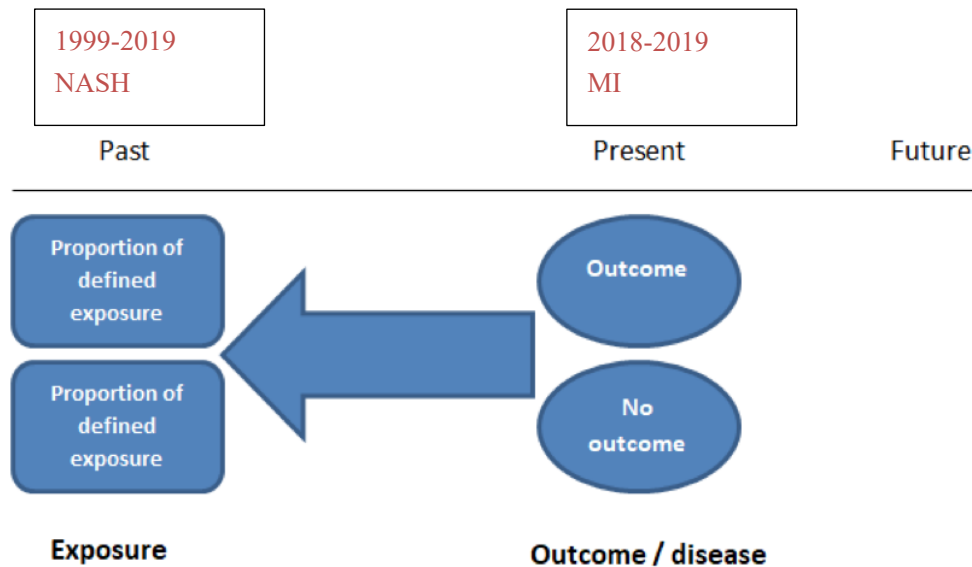 1999-2019
NASH
2018-2019
MI
Past
Present
Future
Proportion of
defined
exposure
Outcome
Proportion of
defined
exposure
No
outcome
Exposure
Outcome / disease